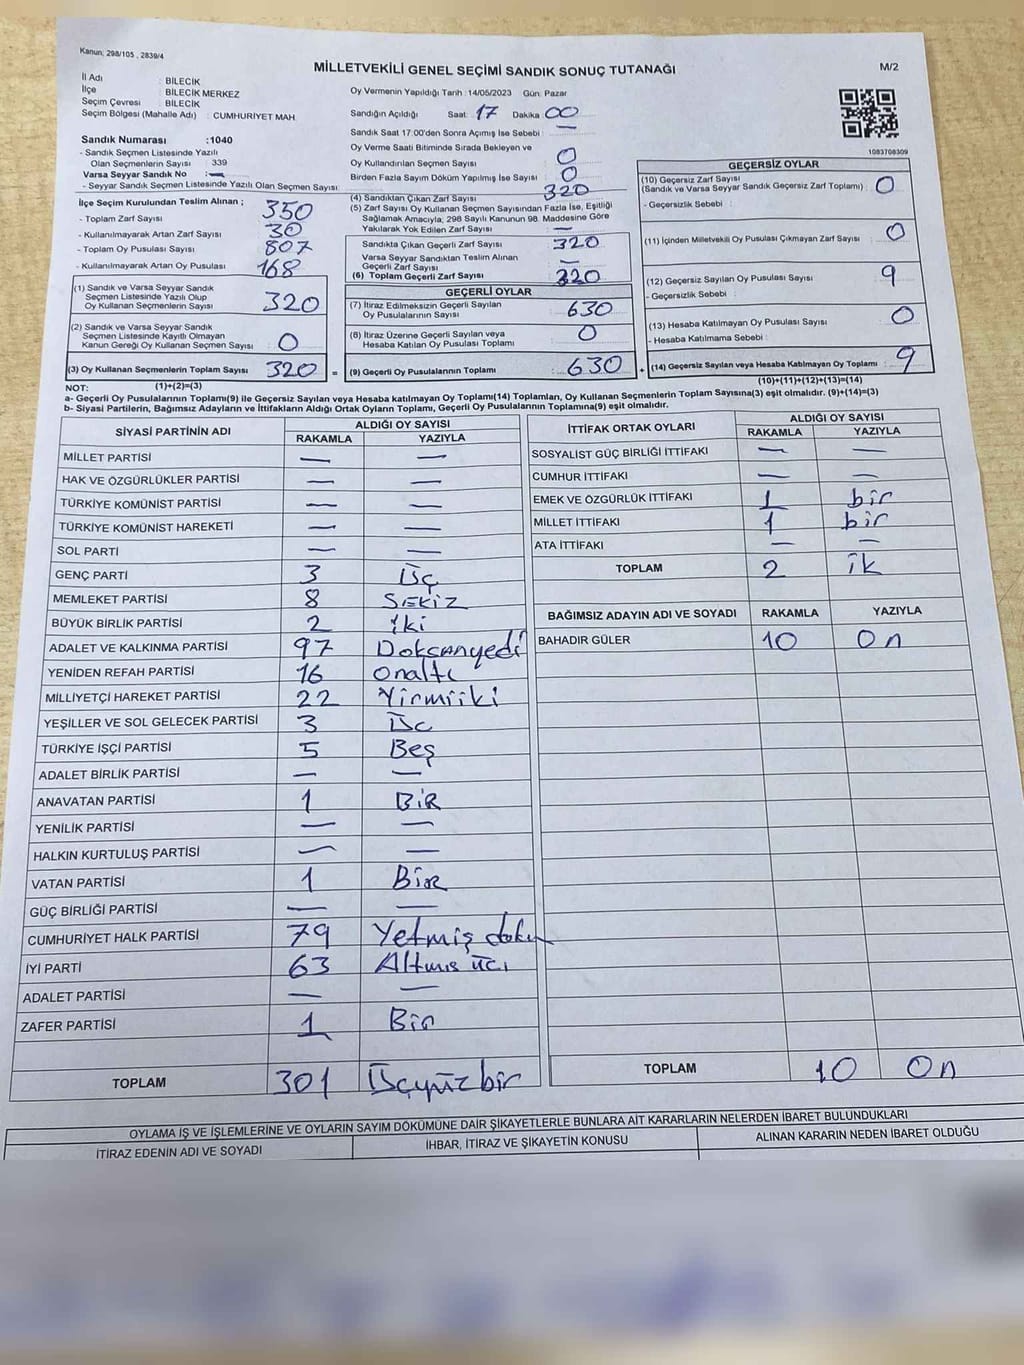 Kanun, 298/105 , 2839/4
MİLLETVEKİLİ GENEL SEÇİMİ SANDIK SONUÇ TUTANAĞI
M/2
İl Adı : BİLECİK
İlçe : BİLECİK MERKEZ
Seçim Çevresi : BİLECİK
Seçim Bölgesi (Mahalle Adı) : CUMHURİYET MAH.
Sandık Numarası :1040
- Sandık Seçmen Listesinde Yazılı
Olan Seçmenlerin Sayısı : 339
Varsa Seyyar Sandık No : —
- Seyyar Sandık Seçmen Listesinde Yazılı Olan Seçmen Sayısı:
İlçe Seçim Kurulundan Teslim Alınan ;
- Toplam Zarf Sayısı 350
- Kullanılmayarak Artan Zarf Sayısı 30
- Toplam Oy Pusulası Sayısı 807
- Kullanılmayarak Artan Oy Pusulası 168
(1) Sandık ve Varsa Seyyar Sandık
Seçmen Listesinde Yazılı Olup
Oy Kullanan Seçmenlerin Sayısı 320
(2) Sandık ve Varsa Seyyar Sandık
Seçmen Listesinde Kayıtlı Olmayan
Kanun Gereği Oy Kullanan Seçmen Sayısı 0
(3) Oy Kullanan Seçmenlerin Toplam Sayısı 320 =
Oy Vermenin Yapıldığı Tarih : 14/05/2023 Gün: Pazar
Sandığın Açıldığı Saat: 17 Dakika 00
Sandık Saat 17:00'den Sonra Açımış İse Sebebi : —
Oy Verme Saati Bitiminde Sırada Bekleyen ve
Oy Kullandırılan Seçmen Sayısı : 0
Birden Fazla Sayım Döküm Yapılmış İse Sayısı : 0
(4) Sandıktan Çıkan Zarf Sayısı 320
(5) Zarf Sayısı Oy Kullanan Seçmen Sayısından Fazla İse, Eşitliği
Sağlamak Amacıyla; 298 Sayılı Kanunun 98. Maddesine Göre
Yakılarak Yok Edilen Zarf Sayısı —
Sandıkta Çıkan Geçerli Zarf Sayısı 320
Varsa Seyyar Sandıktan Teslim Alınan
Geçerli Zarf Sayısı —
(6) Toplam Geçerli Zarf Sayısı 320
GEÇERLİ OYLAR
(7) İtiraz Edilmeksizin Geçerli Sayılan
Oy Pusulalarının Sayısı 630
(8) İtiraz Üzerine Geçerli Sayılan veya
Hesaba Katılan Oy Pusulası Toplamı 0
(9) Geçerli Oy Pusulalarının Toplamı : 630 +
1083708309
GEÇERSİZ OYLAR
(10) Geçersiz Zarf Sayısı
(Sandık ve Varsa Seyyar Sandık Geçersiz Zarf Toplamı) : 0
- Geçersizlik Sebebi :
(11) İçinden Milletvekili Oy Pusulası Çıkmayan Zarf Sayısı : 0
(12) Geçersiz Sayılan Oy Pusulası Sayısı : 9
- Geçersizlik Sebebi :
(13) Hesaba Katılmayan Oy Pusulası Sayısı : 0
- Hesaba Katılmama Sebebi :
(14) Geçersiz Sayılan veya Hesaba Katılmayan Oy Toplamı : 9
NOT: (1)+(2)=(3) (10)+(11)+(12)+(13)=(14)
a- Geçerli Oy Pusulalarının Toplamı(9) ile Geçersiz Sayılan veya Hesaba katılmayan Oy Toplamı(14) Toplamları, Oy Kullanan Seçmenlerin Toplam Sayısına(3) eşit olmalıdır. (9)+(14)=(3)
b- Siyasi Partilerin, Bağımsız Adayların ve İttifakların Aldığı Ortak Oyların Toplamı, Geçerli Oy Pusulalarının Toplamına(9) eşit olmalıdır.
SİYASİ PARTİNİN ADI ALDIĞI OY SAYISI
RAKAMLA YAZIYLA
MİLLET PARTİSİ — —
HAK VE ÖZGÜRLÜKLER PARTİSİ — —
TÜRKİYE KOMÜNİST PARTİSİ — —
TÜRKİYE KOMÜNİST HAREKETİ — —
SOL PARTİ — —
GENÇ PARTİ 3 üç
MEMLEKET PARTİSİ 8 SEKİZ
BÜYÜK BİRLİK PARTİSİ 2 iki
ADALET VE KALKINMA PARTİSİ 97 Doksanyedi
YENİDEN REFAH PARTİSİ 16 onaltı
MİLLİYETÇİ HAREKET PARTİSİ 22 Yirmiiki
YEŞİLLER VE SOL GELECEK PARTİSİ 3 üc
TÜRKİYE İŞÇİ PARTİSİ 5 Beş
ADALET BİRLİK PARTİSİ — —
ANAVATAN PARTİSİ 1 BİR
YENİLİK PARTİSİ — —
HALKIN KURTULUŞ PARTİSİ — —
VATAN PARTİSİ 1 Bir
GÜÇ BİRLİĞİ PARTİSİ — —
CUMHURİYET HALK PARTİSİ 79 Yetmiş
İYİ PARTİ 63 Altmış
ADALET PARTİSİ — —
ZAFER PARTİSİ 1 Bir
TOPLAM 301 üçyüzbir
İTTİFAK ORTAK OYLARI ALDIĞI OY SAYISI
RAKAMLA YAZIYLA
SOSYALİST GÜÇ BİRLİĞİ İTTİFAKI — —
CUMHUR İTTİFAKI — —
EMEK VE ÖZGÜRLÜK İTTİFAKI 1 bir
MİLLET İTTİFAKI 1 bir
ATA İTTİFAKI — —
TOPLAM 2 ik
BAĞIMSIZ ADAYIN ADI VE SOYADI RAKAMLA YAZIYLA
BAHADIR GÜLER 10 On
TOPLAM 10 On
OYLAMA İŞ VE İŞLEMLERİNE VE OYLARIN SAYIM DÖKÜMÜNE DAİR ŞİKAYETLERLE BUNLARA AİT KARARLARIN NELERDEN İBARET BULUNDUKLARI
İTİRAZ EDENİN ADI VE SOYADI İHBAR, İTİRAZ VE ŞİKAYETİN KONUSU ALINAN KARARIN NEDEN İBARET OLDUĞU